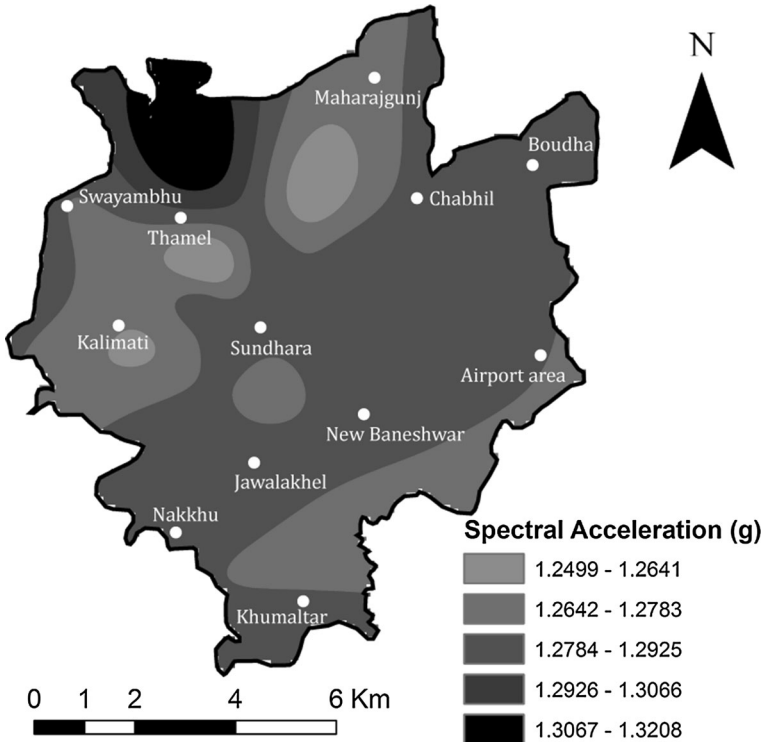 N
Maharajgunj
Boudha
Swayambhu
Chabhil
Thamel
Kalimati
Sundhara
Airport area
New Baneshwar
Jawalakhel
Nakkhu
Khumaltar
Spectral Acceleration (g)
1.2499 - 1.2641
1.2642 - 1.2783
1.2784 - 1.2925
1.2926 - 1.3066
1.3067 - 1.3208
0 1 2 4 6 Km